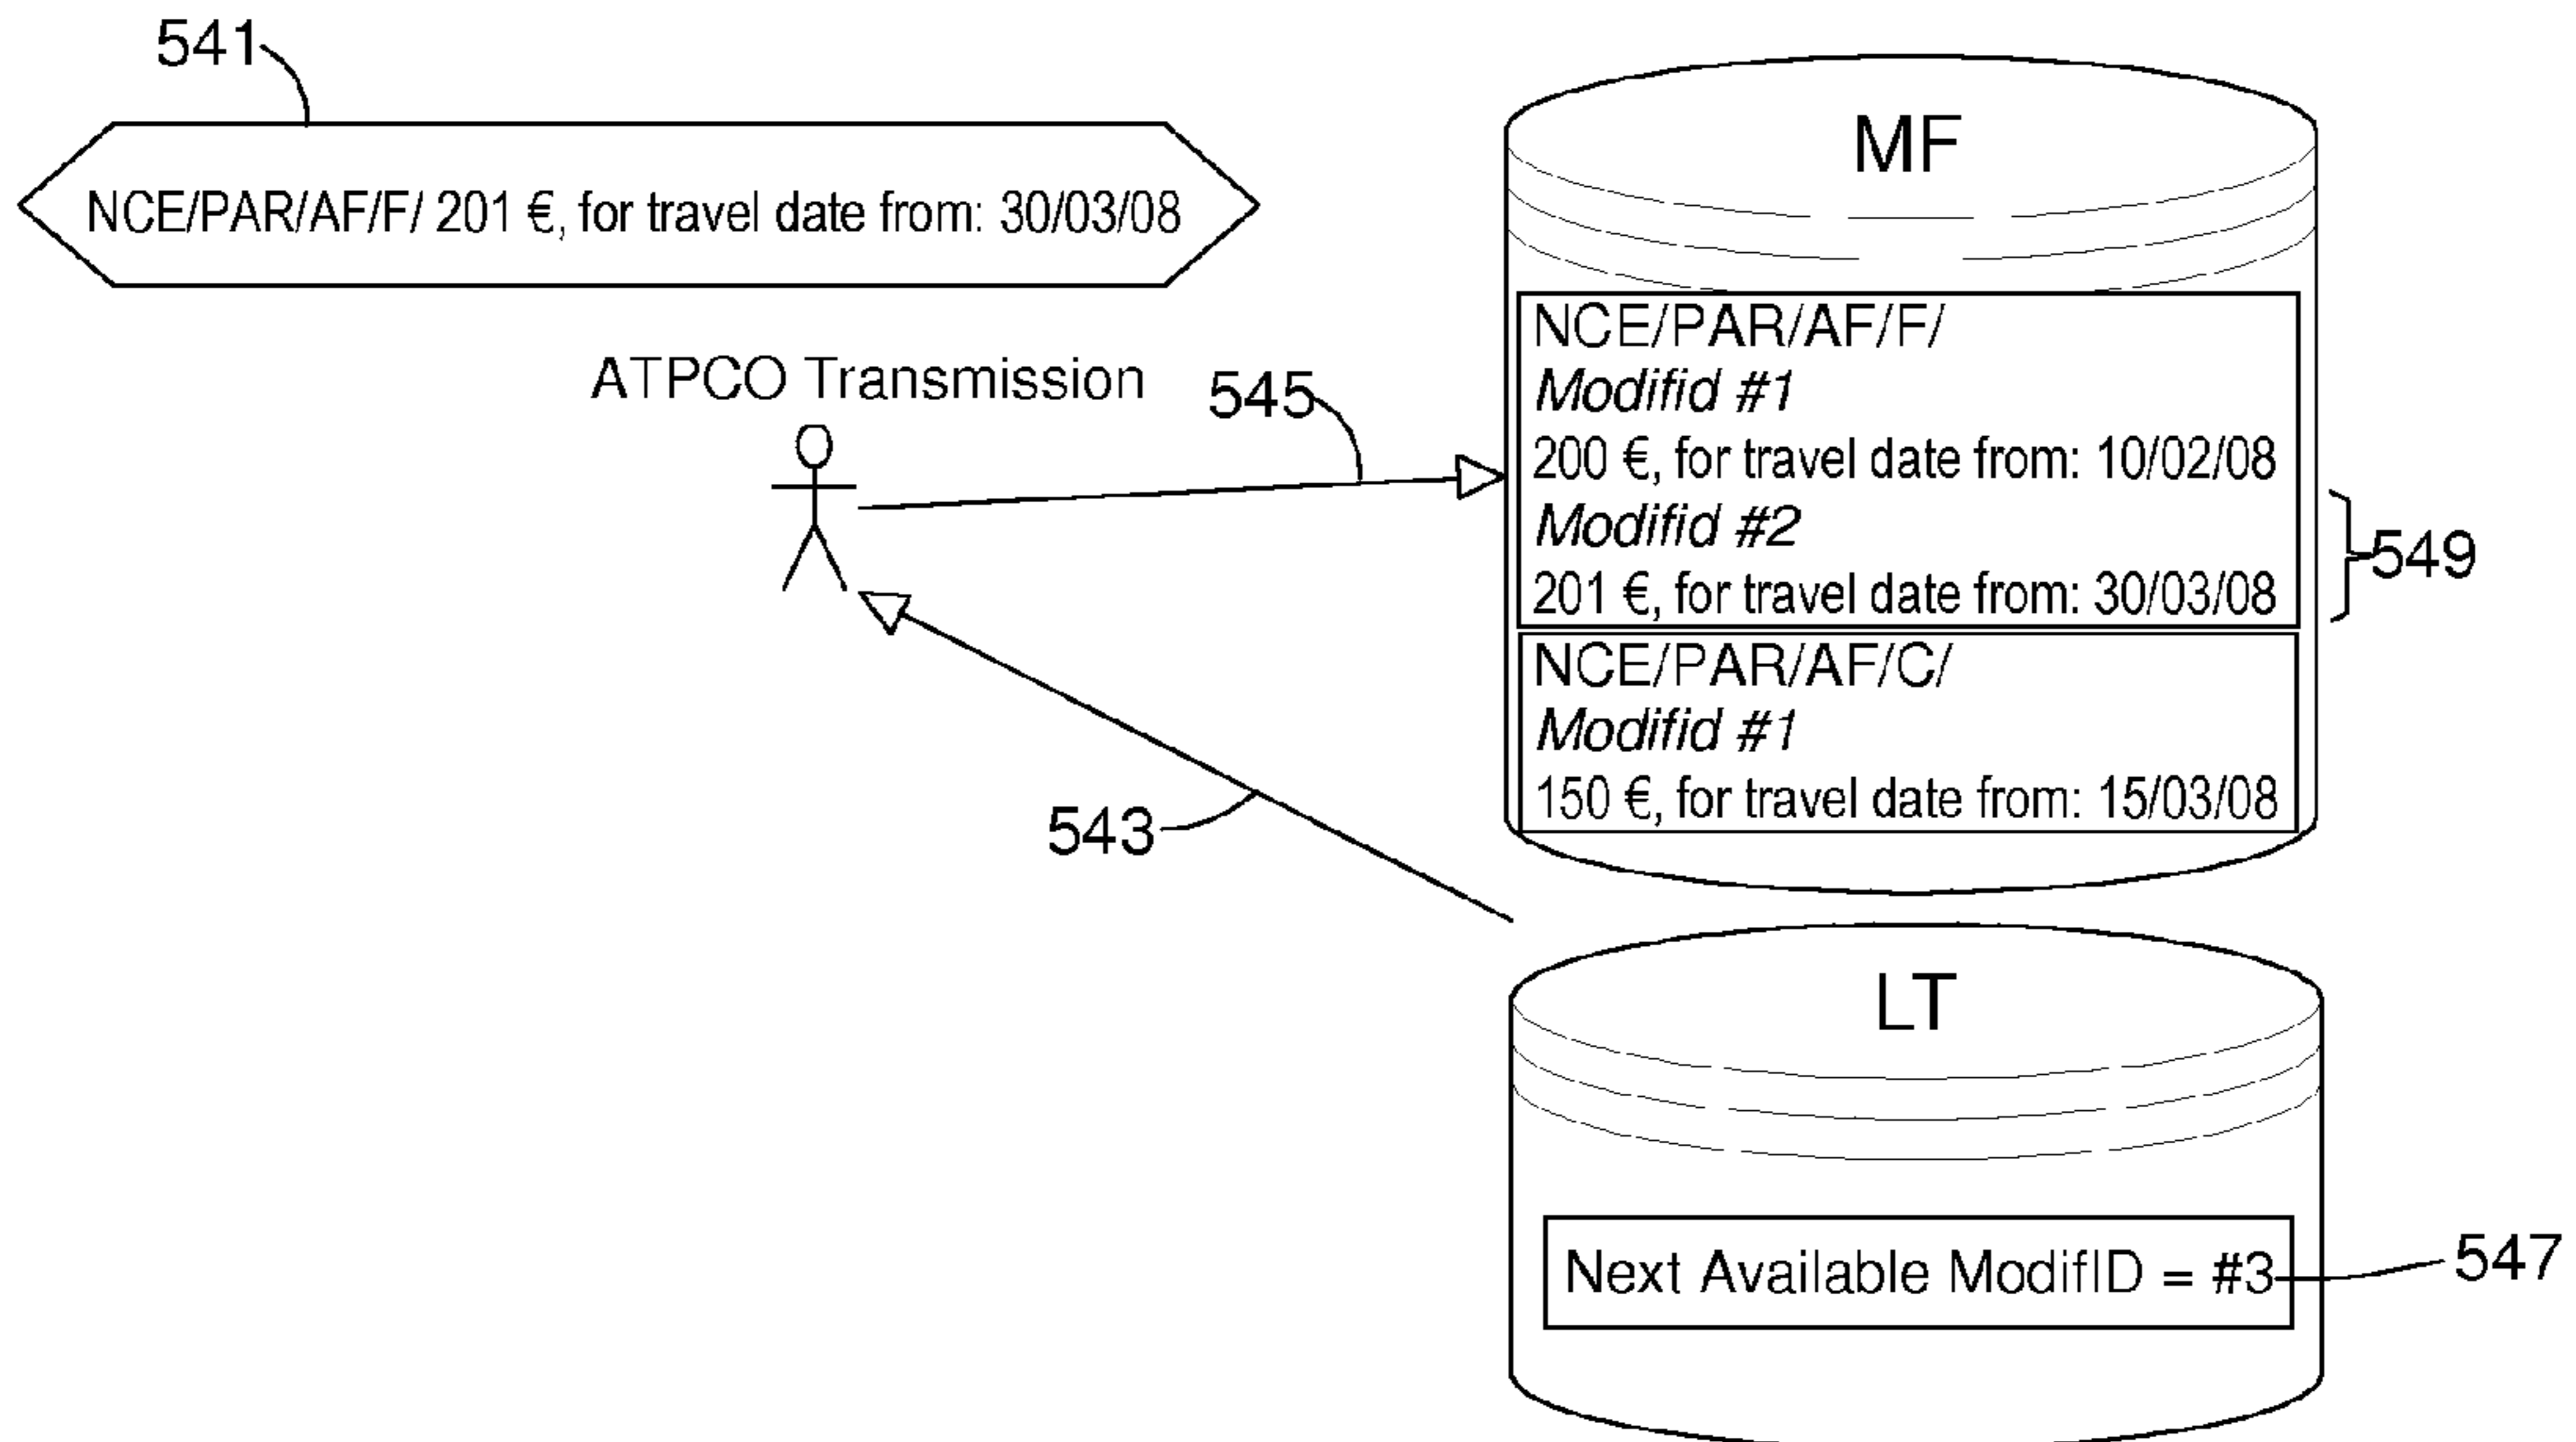 541
NCE/PAR/AF/F/ 201 €, for travel date from: 30/03/08
ATPCO Transmission
545
543
MF
NCE/PAR/AF/F/
Modifid #1
200 €, for travel date from: 10/02/08
Modifid #2
201 €, for travel date from: 30/03/08
549
NCE/PAR/AF/C/
Modifid #1
150 €, for travel date from: 15/03/08
LT
Next Available ModifID = #3
547